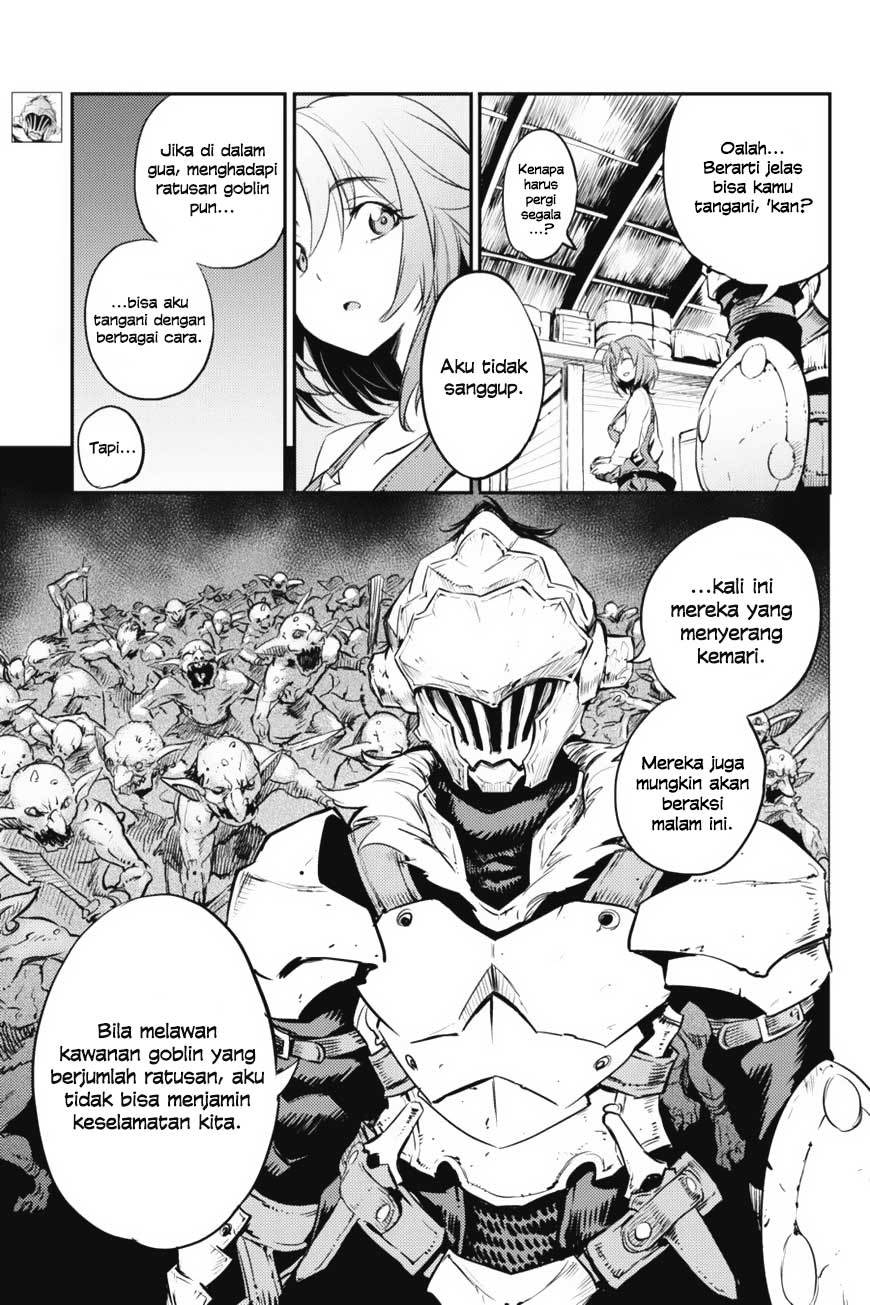 Oalah...
Berarti jelas
bisa kamu
tangani, 'kan?
Kenapa
harus
pergi
segala
...?
Aku tidak
sanggup.
Jika di dalam
gua, menghadapi
ratusan goblin
pun...
...bisa aku
tangani dengan
berbagai cara.
Tapi...
...kali ini
mereka yang
menyerang
kemari.
Mereka juga
mungkin akan
beraksi
malam ini.
Bila melawan
kawanan goblin yang
berjumlah ratusan, aku
tidak bisa menjamin
keselamatan kita.